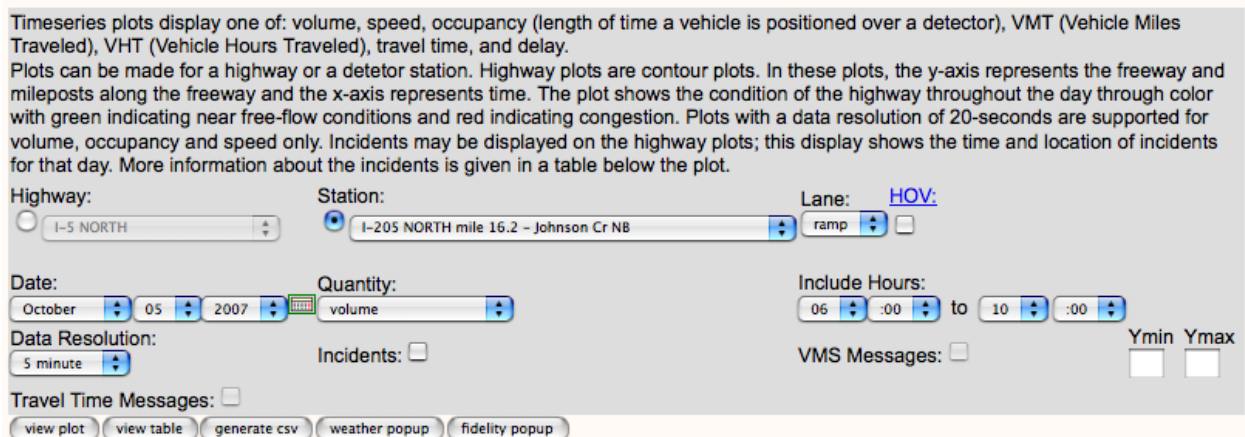 Timeseries plots display one of: volume, speed, occupancy (length of time a vehicle is positioned over a detector), VMT (Vehicle Miles
Traveled), VHT (Vehicle Hours Traveled), travel time, and delay.
Plots can be made for a highway or a detetor station. Highway plots are contour plots. In these plots, the y-axis represents the freeway and
mileposts along the freeway and the x-axis represents time. The plot shows the condition of the highway throughout the day through color
with green indicating near free-flow conditions and red indicating congestion. Plots with a data resolution of 20-seconds are supported for
volume, occupancy and speed only. Incidents may be displayed on the highway plots; this display shows the time and location of incidents
for that day. More information about the incidents is given in a table below the plot.
Highway: Station: Lane: HOV:
I-5 NORTH I-205 NORTH mile 16.2 - Johnson Cr NB ramp
Date: Quantity: Include Hours:
October 05 2007 volume 06 :00 to 10 :00
Data Resolution: Ymin Ymax
5 minute Incidents: VMS Messages:
Travel Time Messages:
view plot view table generate csv weather popup fidelity popup